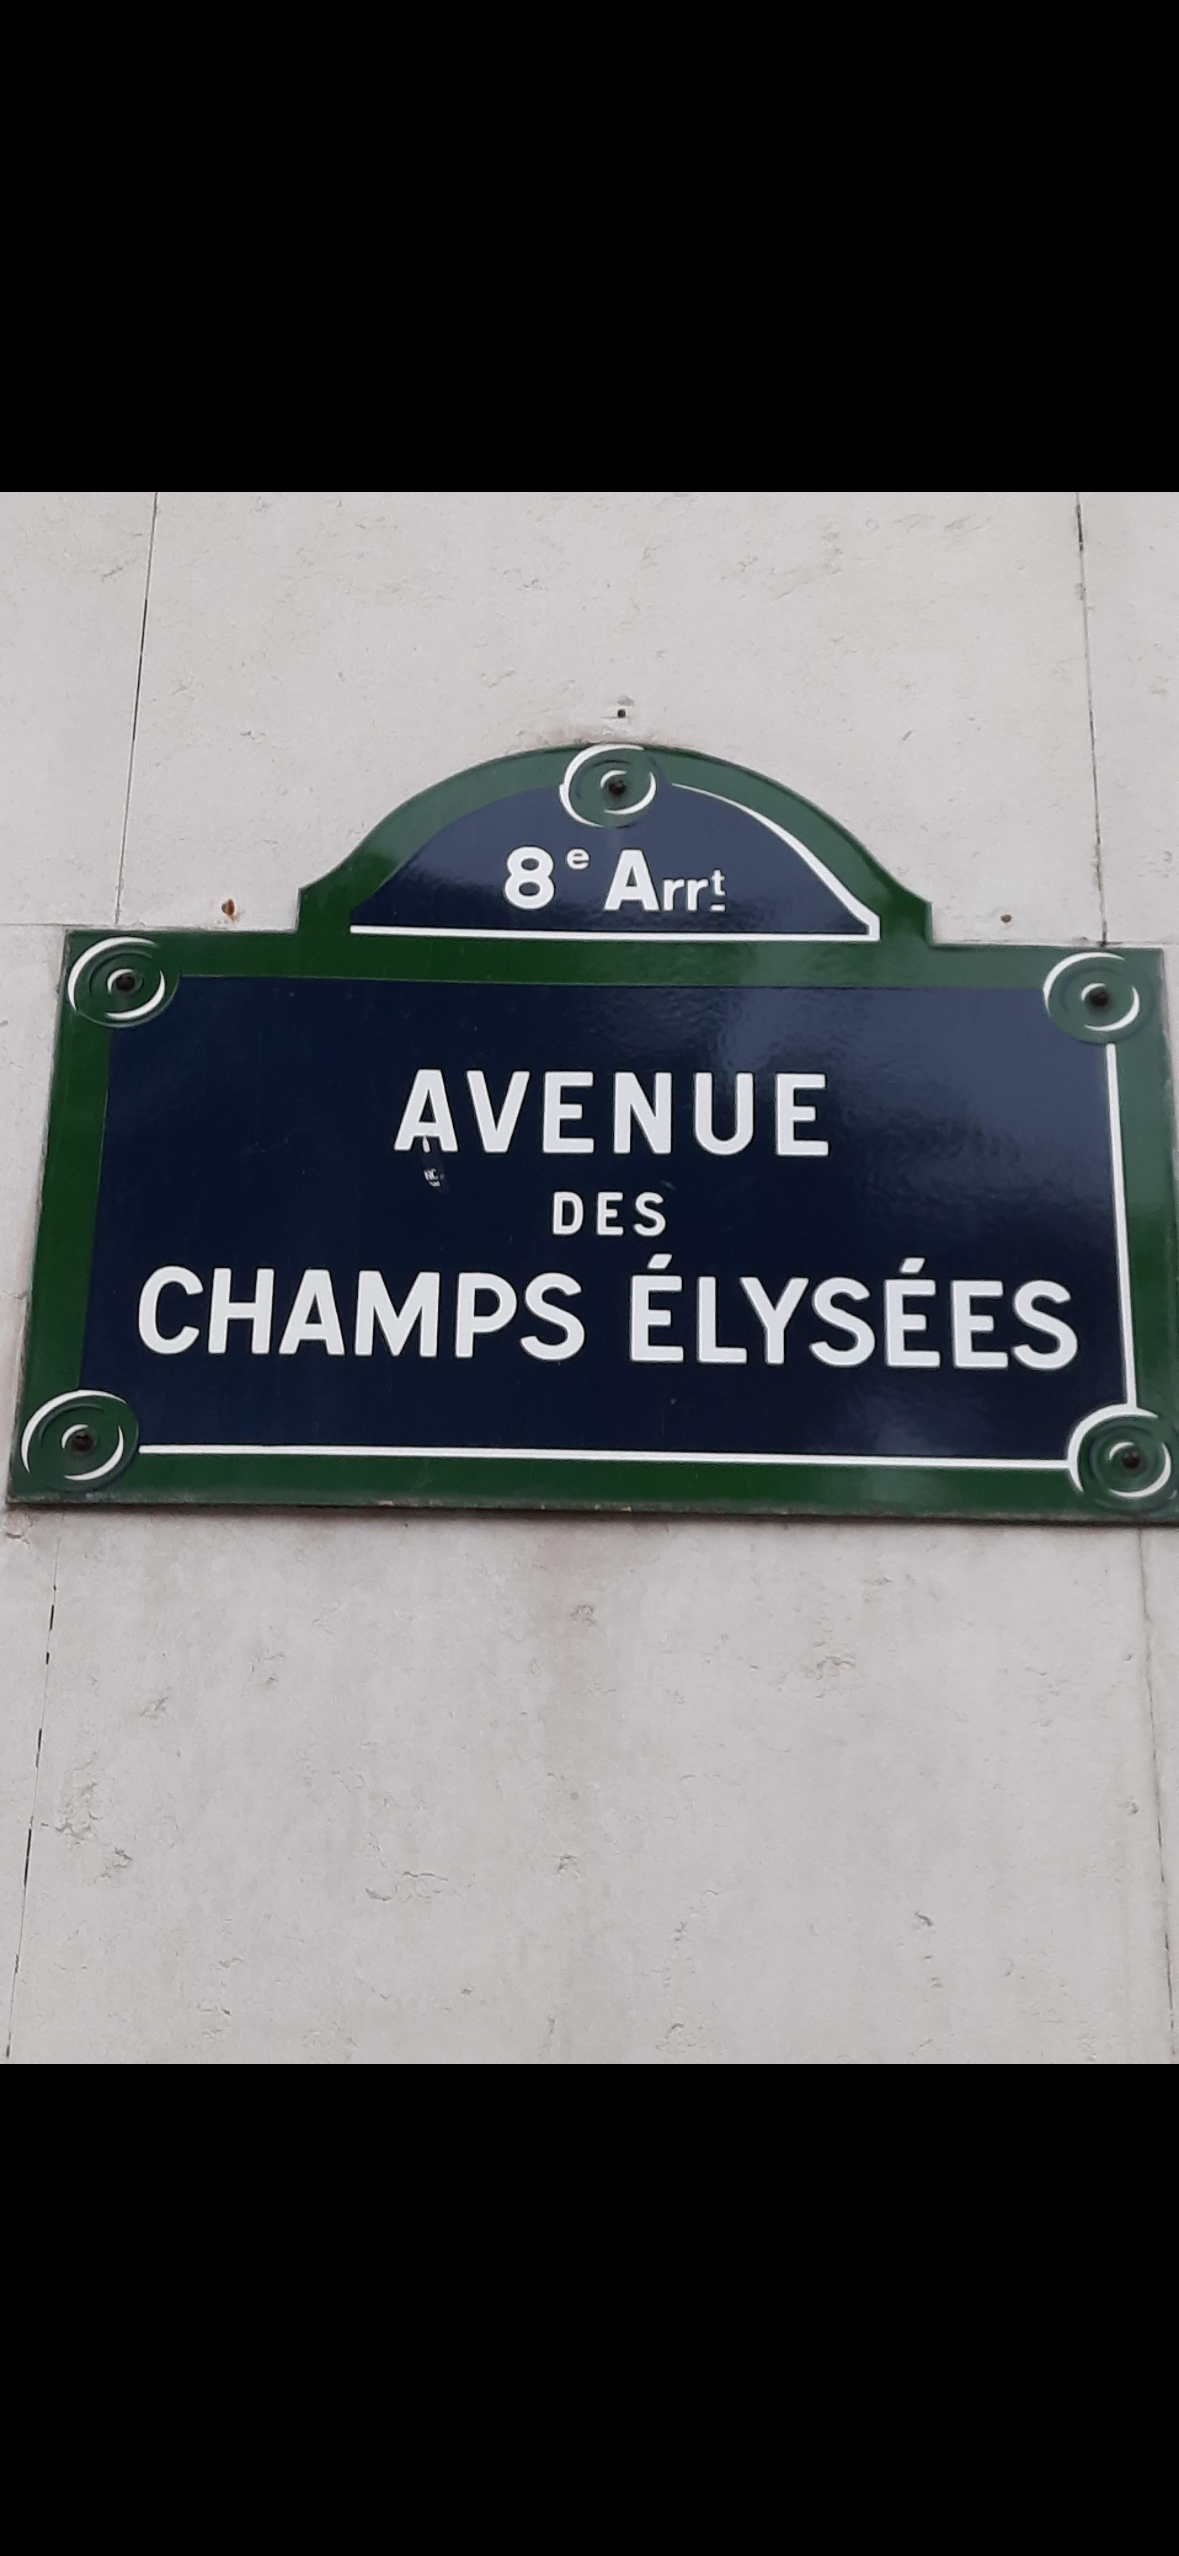 8e Arrt
AVENUE
DES
CHAMPS ÉLYSÉES